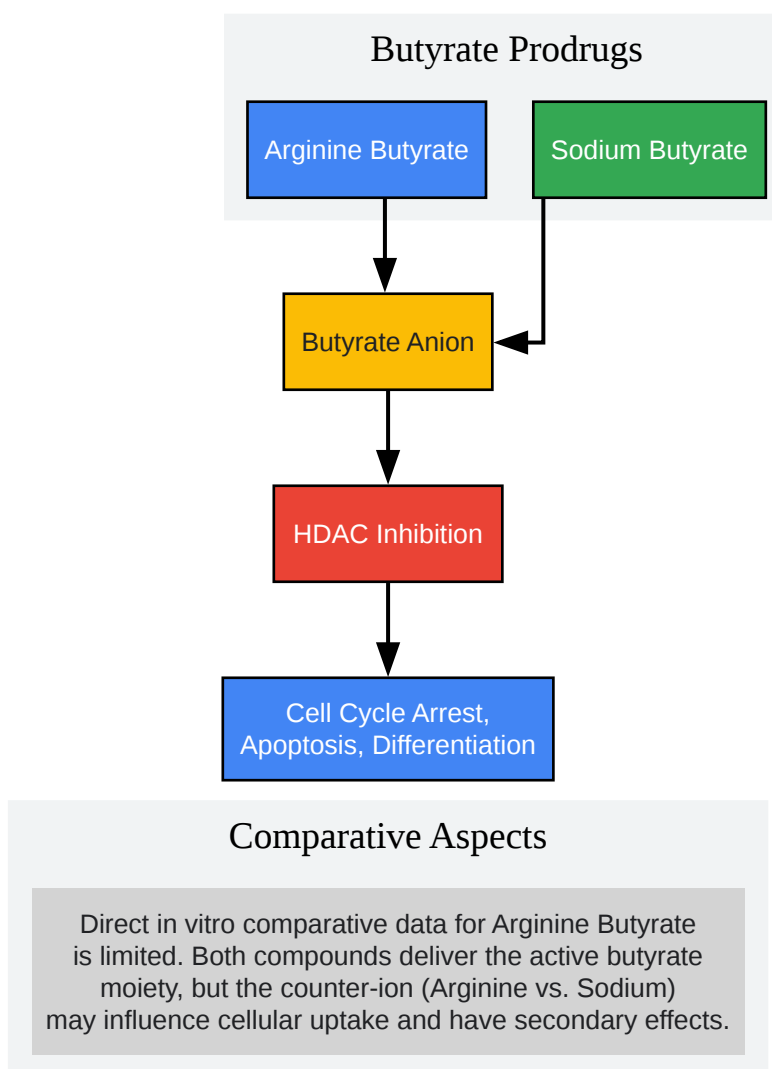 Butyrate Prodrugs
Arginine Butyrate
Sodium Butyrate
Butyrate Anion
HDAC Inhibition
Cell Cycle Arrest,
Apoptosis, Differentiation
Comparative Aspects
Direct in vitro comparative data for Arginine Butyrate
is limited. Both compounds deliver the active butyrate
moiety, but the counter-ion (Arginine vs. Sodium)
may influence cellular uptake and have secondary effects.